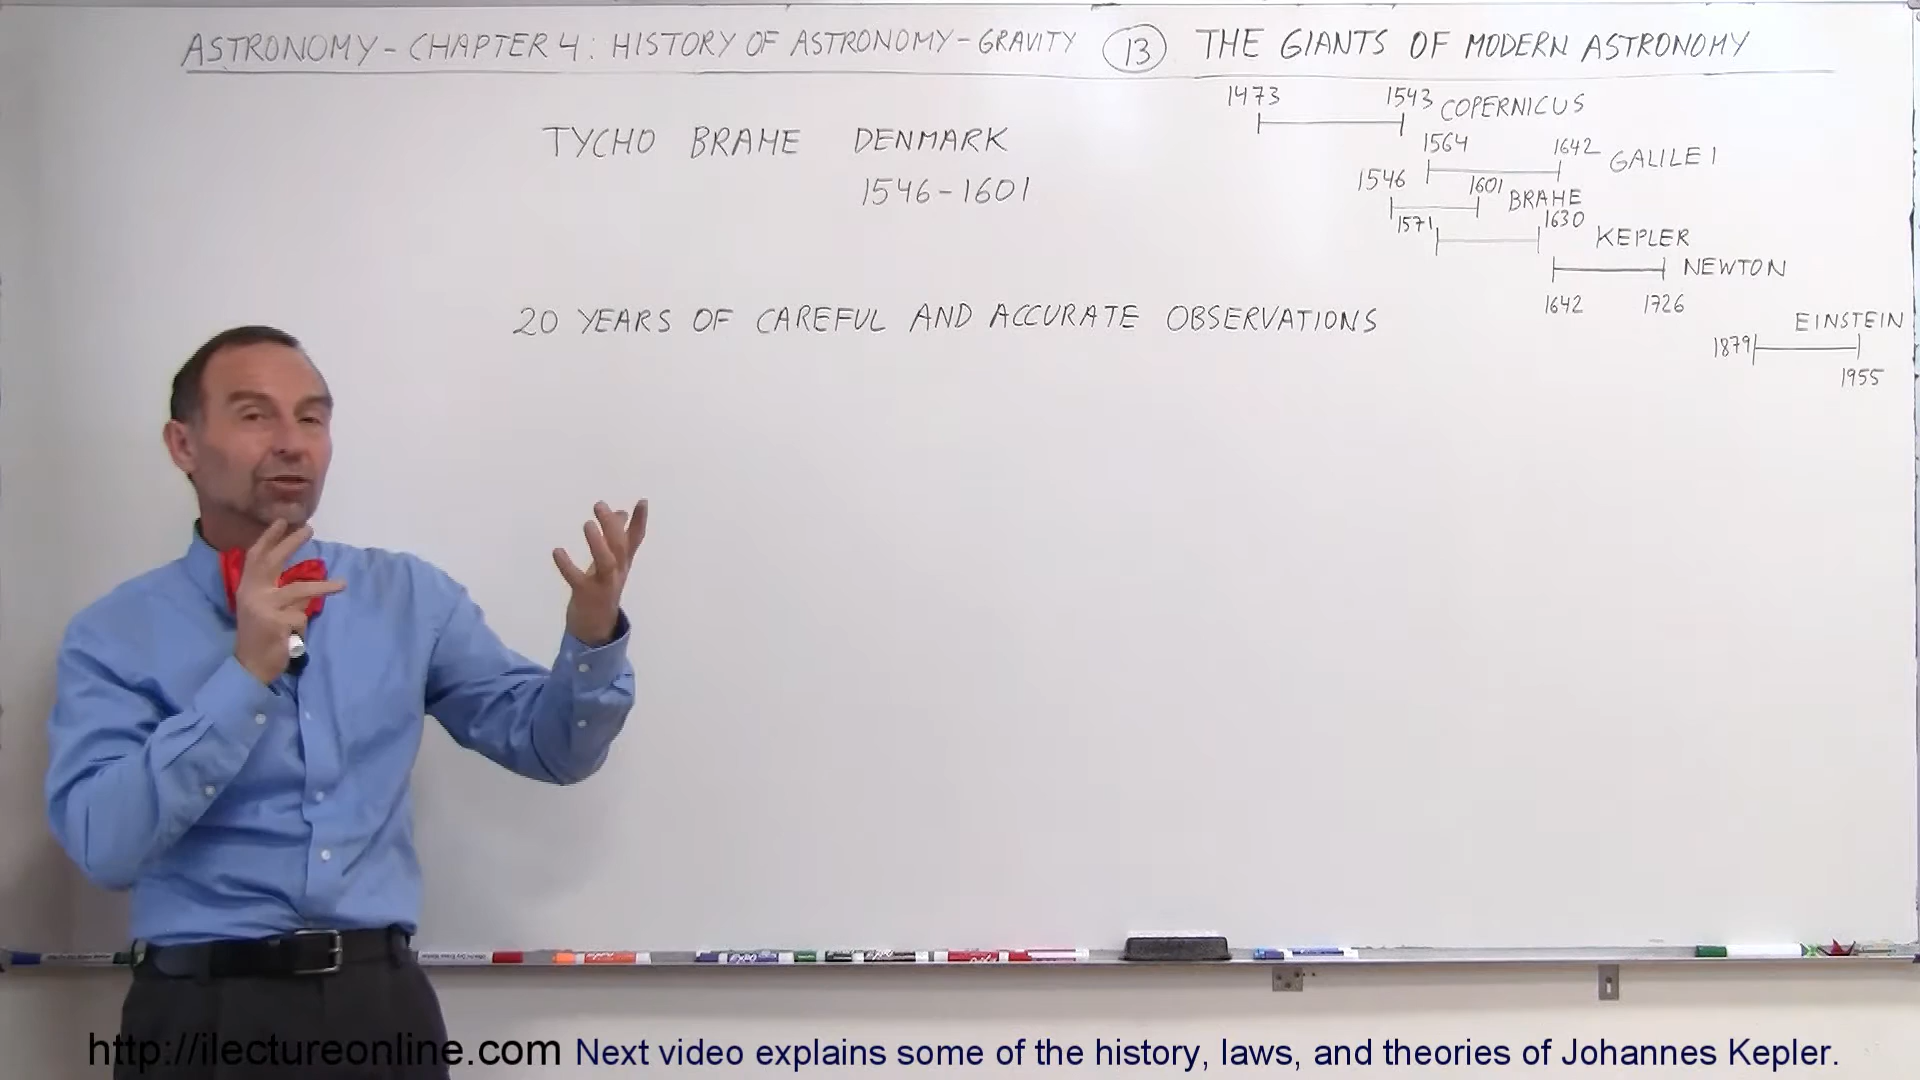 ASTRONOMY - CHAPTER 4: HISTORY OF ASTRONOMY - GRAVITY 13 THE GIANTS OF MODERN ASTRONOMY
1473 1543 COPERNICUS
TYCHO BRAHE DENMARK
1546-1601
1564 1642 GALILEI
1546 1601 BRAHE
1571 1630 KEPLER
NEWTON
1642 1726
20 YEARS OF CAREFUL AND ACCURATE OBSERVATIONS
EINSTEIN
1879
1955
http://ilectureonline.com Next video explains some of the history, laws, and theories of Johannes Kepler.